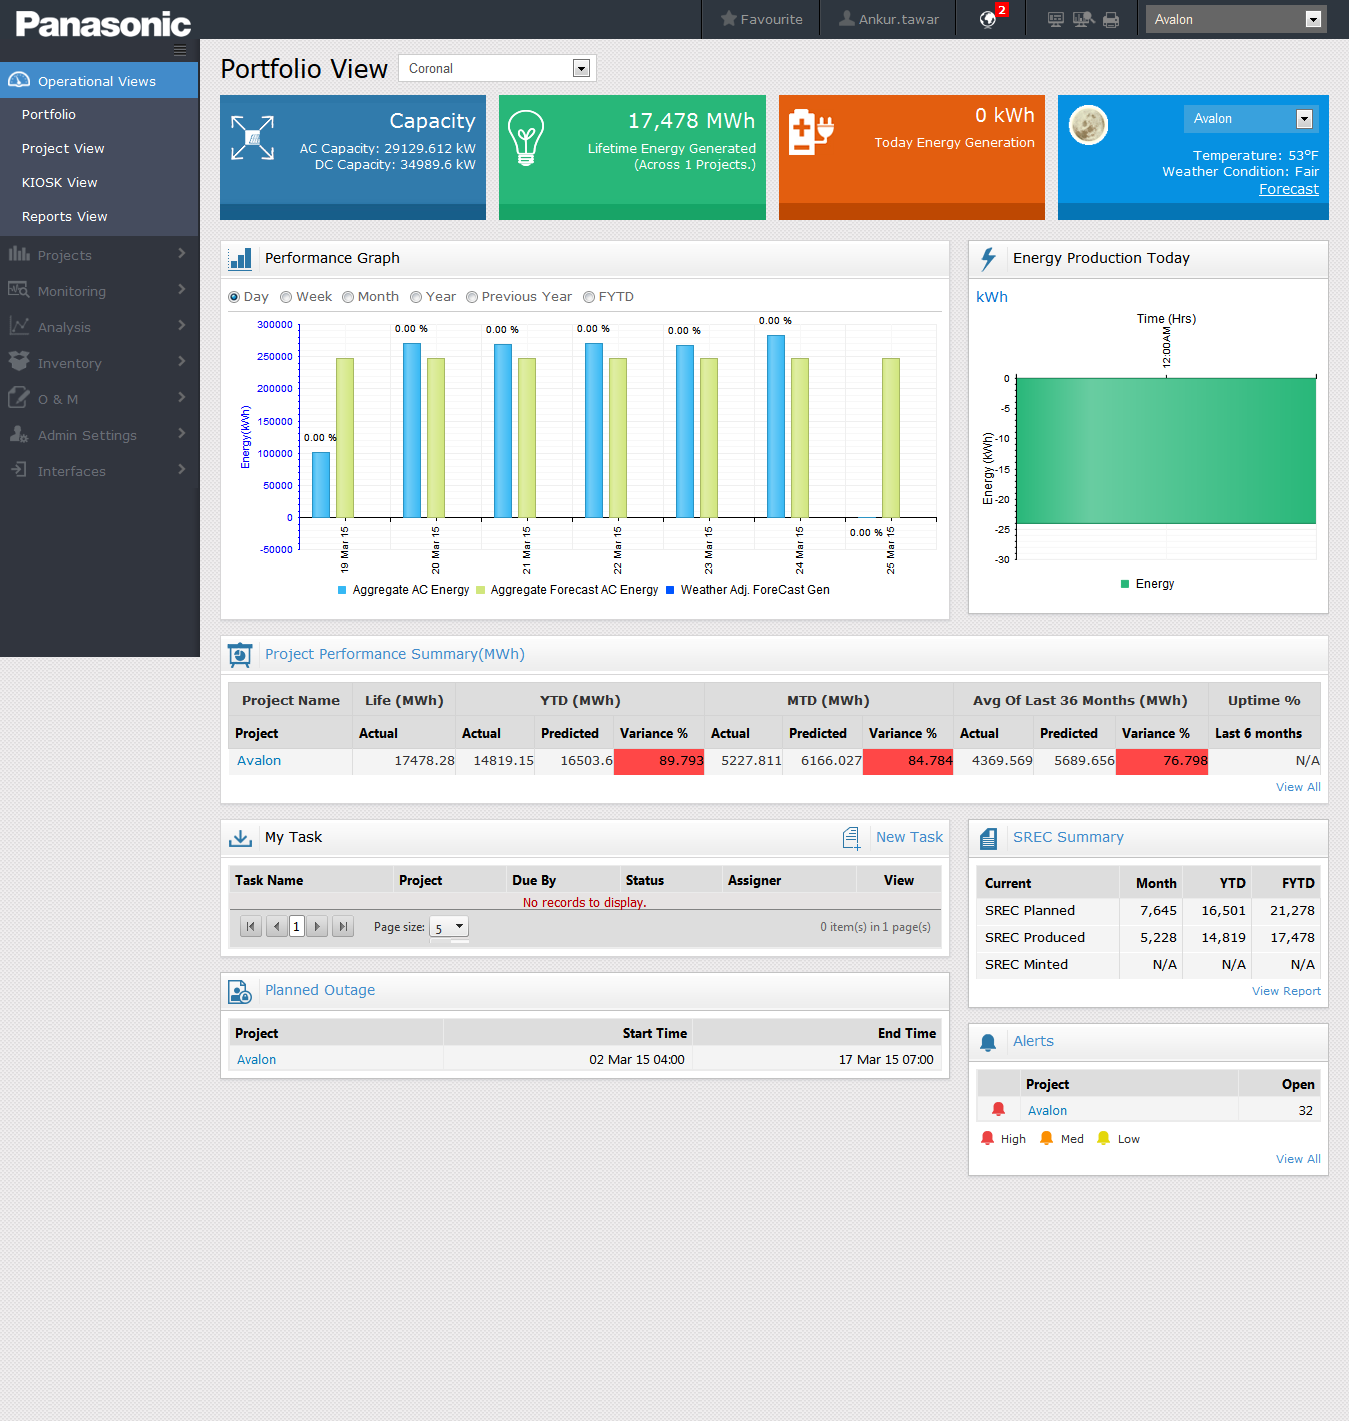 Panasonic
Favourite
Ankur.tawar
2
Avalon
Operational Views
Portfolio
Project View
KIOSK View
Reports View
Projects
Monitoring
Analysis
Inventory
O & M
Admin Settings
Interfaces
Portfolio View
Coronal
Capacity
AC Capacity: 29129.612 kW
DC Capacity: 34989.6 kW
17,478 MWh
Lifetime Energy Generated
(Across 1 Projects.)
0 kWh
Today Energy Generation
Avalon
Temperature: 53°F
Weather Condition: Fair
Forecast
Performance Graph
Day Week Month Year Previous Year FYTD
300000
250000
200000
150000
100000
50000
0
-50000
Energy(kWh)
0.00 %
0.00 %
0.00 %
0.00 %
0.00 %
0.00 %
0.00 %
19 Mar 15
20 Mar 15
21 Mar 15
22 Mar 15
23 Mar 15
24 Mar 15
25 Mar 15
Aggregate AC Energy Aggregate Forecast AC Energy Weather Adj. ForeCast Gen
Energy Production Today
kWh
Time (Hrs)
12:00AM
0
-5
-10
-15
-20
-25
-30
Energy (kWh)
Energy
Project Performance Summary(MWh)
Project Name Life (MWh) YTD (MWh) MTD (MWh) Avg Of Last 36 Months (MWh) Uptime %
Project Actual Actual Predicted Variance % Actual Predicted Variance % Actual Predicted Variance % Last 6 months
Avalon 17478.28 14819.15 16503.6 89.793 5227.811 6166.027 84.784 4369.569 5689.656 76.798 N/A
View All
My Task
New Task
Task Name Project Due By Status Assigner View
No records to display.
1 Page size: 5 0 item(s) in 1 page(s)
SREC Summary
Current Month YTD FYTD
SREC Planned 7,645 16,501 21,278
SREC Produced 5,228 14,819 17,478
SREC Minted N/A N/A N/A
View Report
Planned Outage
Project Start Time End Time
Avalon 02 Mar 15 04:00 17 Mar 15 07:00
Alerts
Project Open
Avalon 32
High Med Low
View All